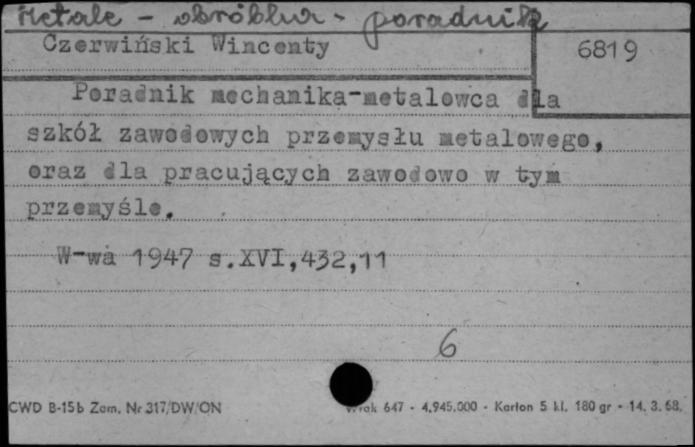 Metale - obróbka - poradnik
Czerwiński Wincenty
6819
Poradnik mechanika-metalowca dla
szkół zawodowych przemysłu metalowego,
oraz dla pracujących zawodowo w tym
przemyśle.
W-wa 1947 s.XVI,432,11
6
CWD B-15b Zam. Nr 317/DW/ON
647 - 4.945.000 - Karton 5 kl. 180 gr - 14. 3. 68.